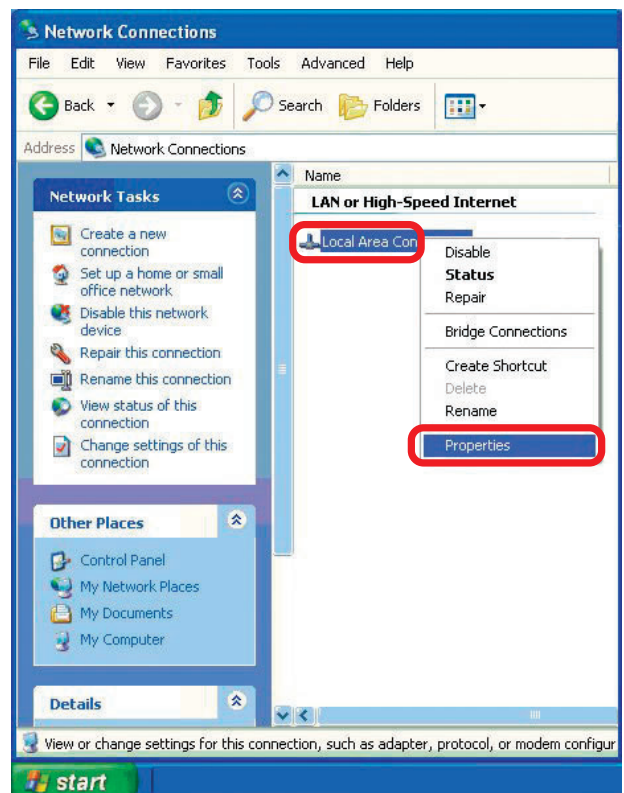 Network Connections
File Edit View Favorites Tools Advanced Help
Back Search Folders
Address Network Connections
Network Tasks
Create a new
connection
Set up a home or small
office network
Disable this network
device
Repair this connection
Rename this connection
View status of this
connection
Change settings of this
connection
Other Places
Control Panel
My Network Places
My Documents
My Computer
Details
Name
LAN or High-Speed Internet
Local Area Con
Disable
Status
Repair
Bridge Connections
Create Shortcut
Delete
Rename
Properties
View or change settings for this connection, such as adapter, protocol, or modem configur
start